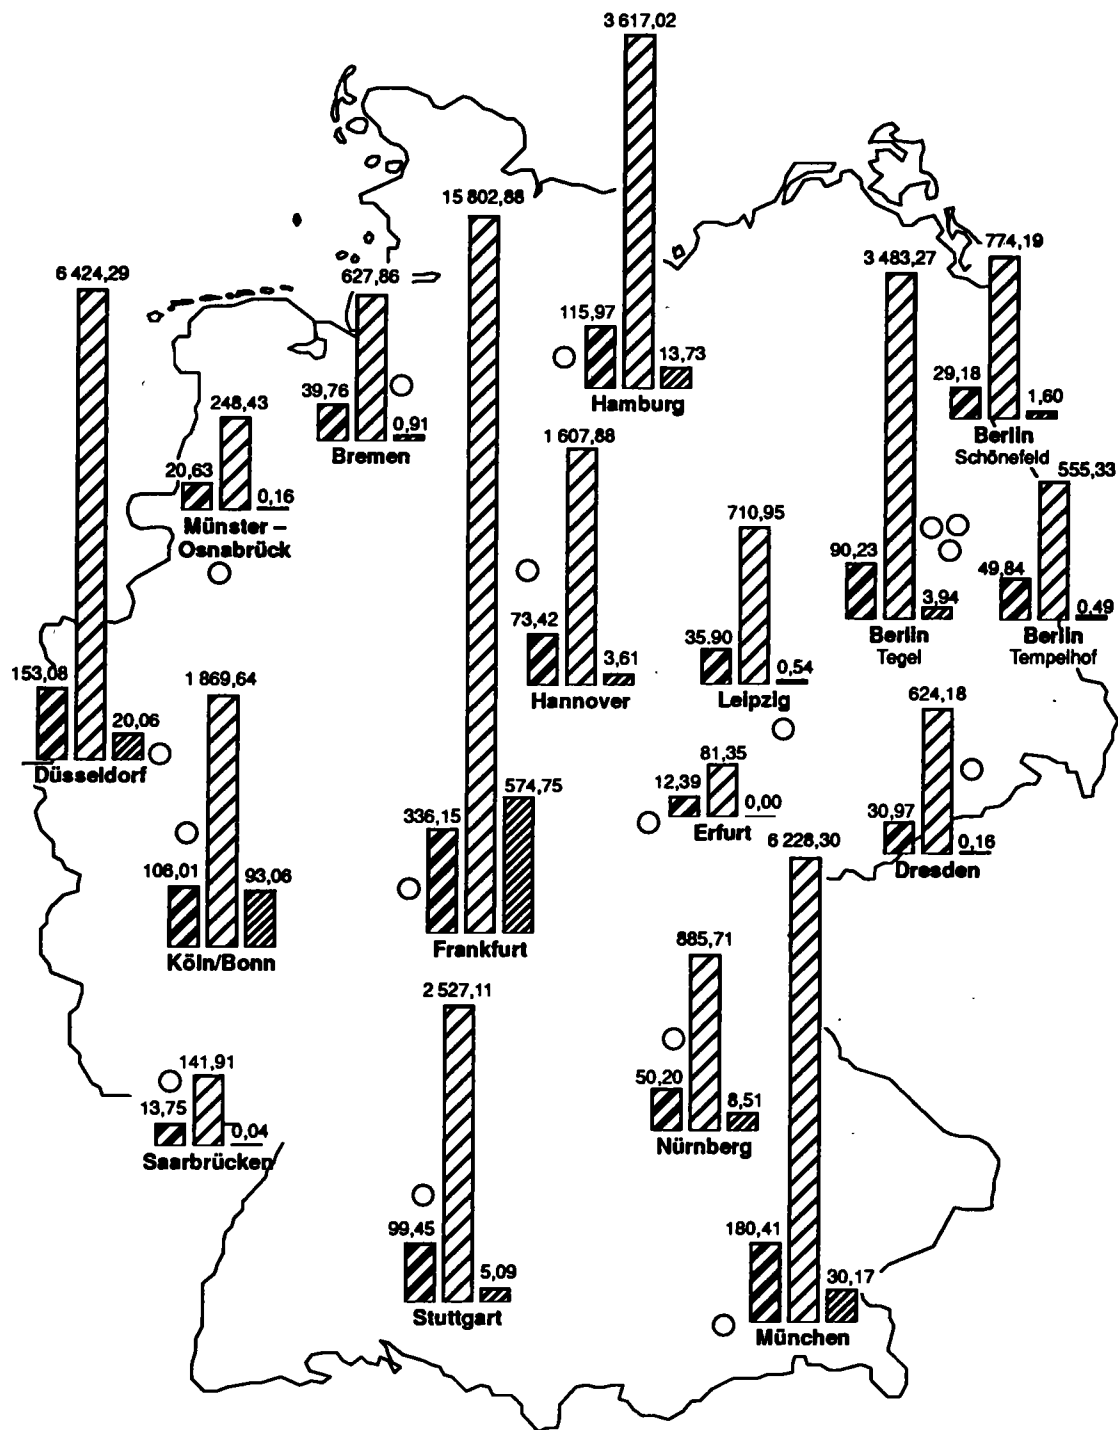 3 617,02
115,97
13,73
Hamburg
15 802,88
336,15
574,75
Frankfurt
6 424,29
153,08
20,06
Düsseldorf
627,86
39,76
0,91
Bremen
248,43
20,63
0,16
Münster –
Osnabrück
774,19
29,18
1,60
Berlin
Schönefeld
3 483,27
90,23
3,94
Berlin
Tegel
555,33
49,84
0,49
Berlin
Tempelhof
1 607,88
73,42
3,61
Hannover
710,95
35.90
0,54
Leipzig
1 869,64
106,01
93,06
Köln/Bonn
81,35
12,39
0,00
Erfurt
624,18
30,97
0,16
Dresden
6 228,30
180,41
30,17
München
885,71
50,20
8,51
Nürnberg
2 527,11
99,45
5,09
Stuttgart
141,91
13,75
0,04
Saarbrücken